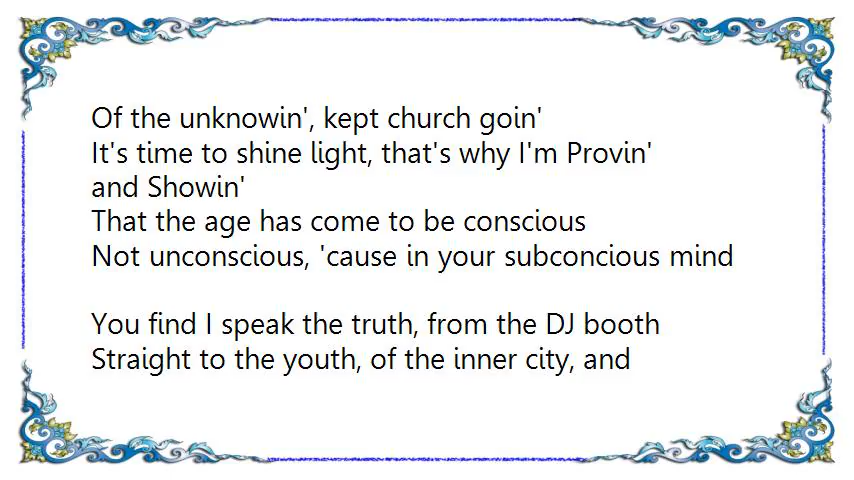 Of the unknowin', kept church goin'
It's time to shine light, that's why I'm Provin'
and Showin'
That the age has come to be conscious
Not unconscious, 'cause in your subconcious mind
You find I speak the truth, from the DJ booth
Straight to the youth, of the inner city, and